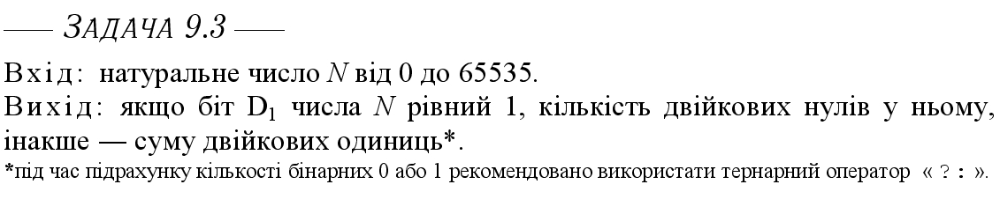 —— ЗАДАЧА 9.3 ——
Вхід: натуральне число N від 0 до 65535.
Вихід: якщо біт D₁ числа N рівний 1, кількість двійкових нулів у ньому,
інакше — суму двійкових одиниць*.
*під час підрахунку кількості бінарних 0 або 1 рекомендовано використати тернарний оператор « ? : ».